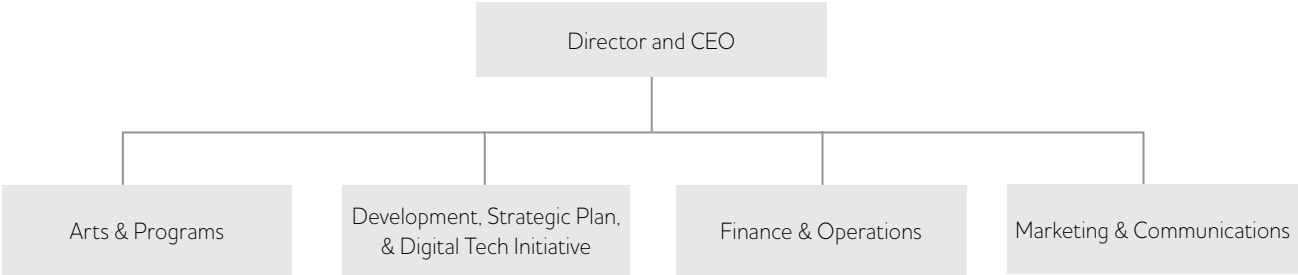 Director and CEO
Arts & Programs
Development, Strategic Plan,
& Digital Tech Initiative
Finance & Operations
Marketing & Communications